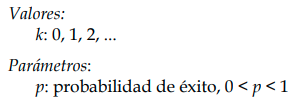 Valores:
k: 0, 1, 2, ...
Parámetros:
p: probabilidad de éxito, 0 < p < 1